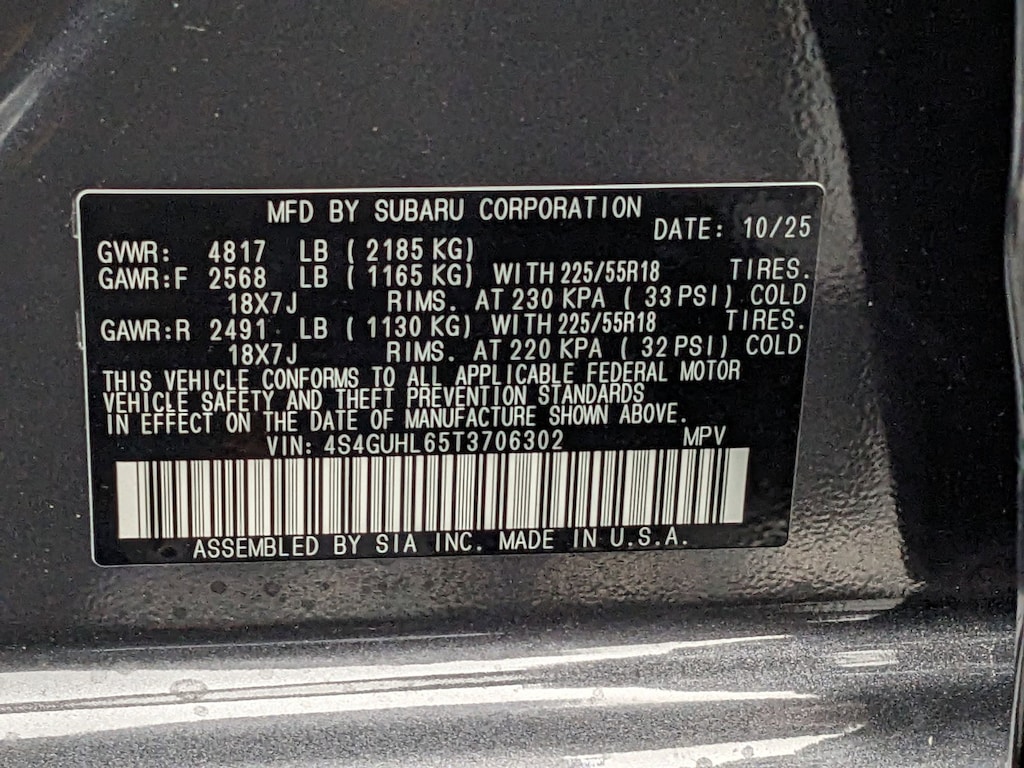 MFD BY SUBARU CORPORATION
DATE: 10/25
GVWR: 4817 LB ( 2185 KG)
GAWR:F 2568 LB ( 1165 KG) WITH 225/55R18 TIRES.
18X7J RIMS. AT 230 KPA ( 33 PSI) COLD
GAWR:R 2491 LB ( 1130 KG) WITH 225/55R18 TIRES.
18X7J RIMS. AT 220 KPA ( 32 PSI) COLD
THIS VEHICLE CONFORMS TO ALL APPLICABLE FEDERAL MOTOR
VEHICLE SAFETY AND THEFT PREVENTION STANDARDS
IN EFFECT ON THE DATE OF MANUFACTURE SHOWN ABOVE.
VIN: 4S4GUHL65T3706302 MPV
ASSEMBLED BY SIA INC. MADE IN U.S.A.